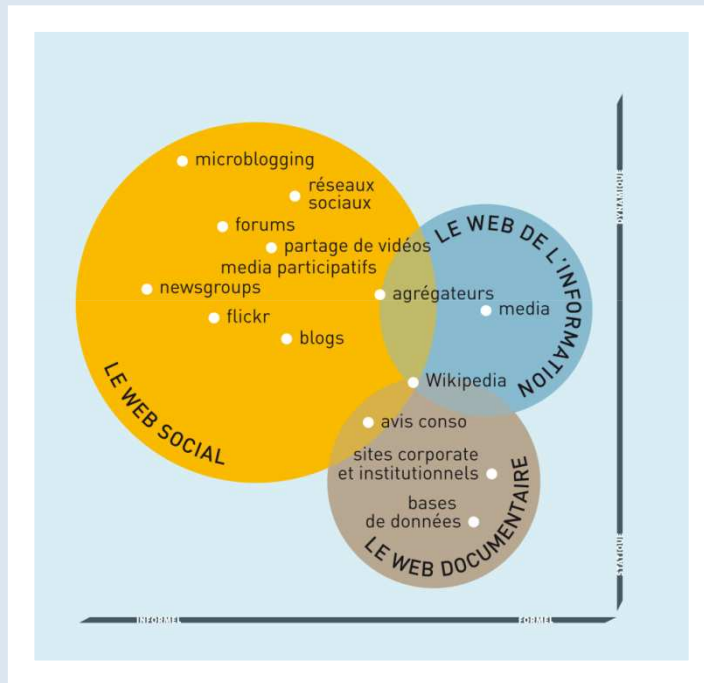 microblogging
réseaux
sociaux
forums
partage de vidéos
media participatifs
newsgroups
agrégateurs
flickr
media
blogs
Wikipedia
avis conso
sites corporate
et institutionnels
bases
de données
LE WEB SOCIAL
LE WEB DE L'INFORMATION
LE WEB DOCUMENTAIRE
DYNAMIQUE
STATIQUE
INFORMEL
FORMEL